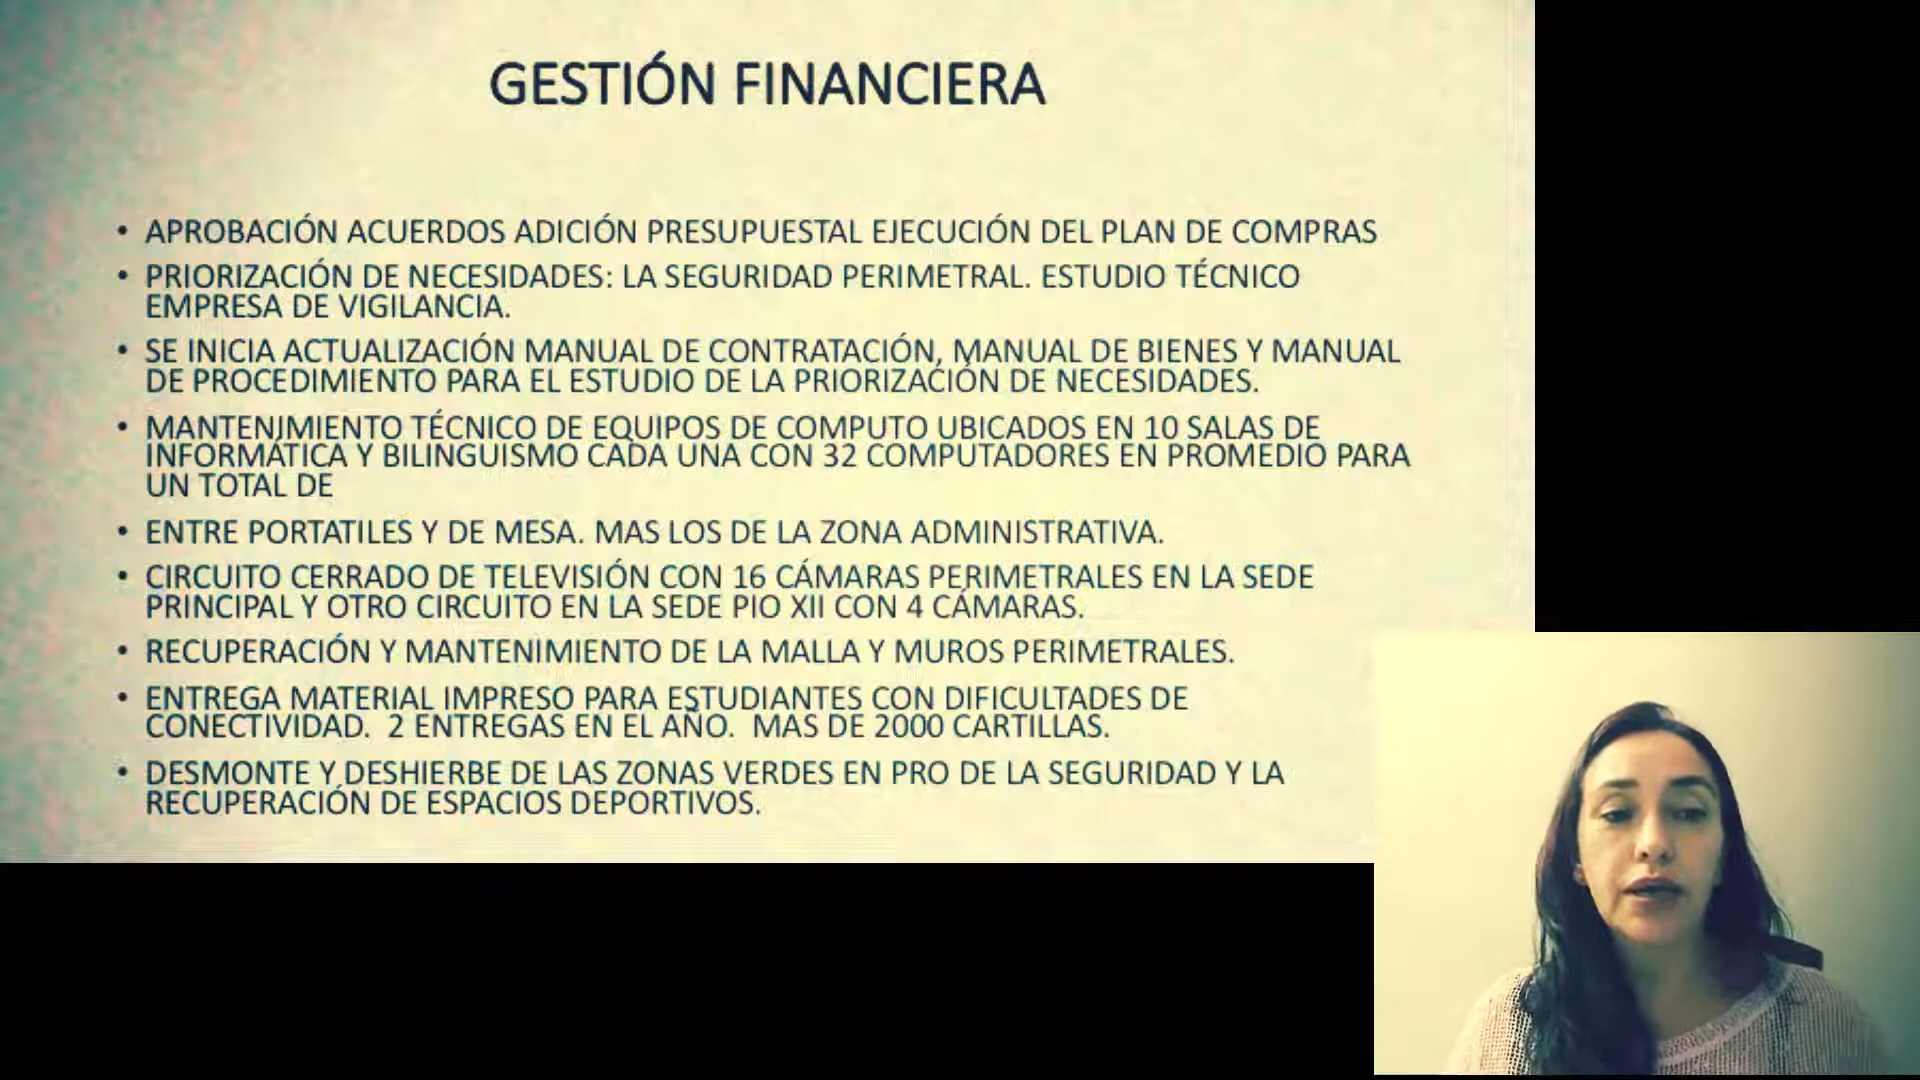 GESTIÓN FINANCIERA
• APROBACIÓN ACUERDOS ADICIÓN PRESUPUESTAL EJECUCIÓN DEL PLAN DE COMPRAS
• PRIORIZACIÓN DE NECESIDADES: LA SEGURIDAD PERIMETRAL. ESTUDIO TÉCNICO
EMPRESA DE VIGILANCIA.
• SE INICIA ACTUALIZACIÓN MANUAL DE CONTRATACIÓN, MANUAL DE BIENES Y MANUAL
DE PROCEDIMIENTO PARA EL ESTUDIO DE LA PRIORIZACIÓN DE NECESIDADES.
• MANTENIMIENTO TÉCNICO DE EQUIPOS DE COMPUTO UBICADOS EN 10 SALAS DE
INFORMÁTICA Y BILINGUISMO CADA UNA CON 32 COMPUTADORES EN PROMEDIO PARA
UN TOTAL DE
• ENTRE PORTATILES Y DE MESA. MAS LOS DE LA ZONA ADMINISTRATIVA.
• CIRCUITO CERRADO DE TELEVISIÓN CON 16 CÁMARAS PERIMETRALES EN LA SEDE
PRINCIPAL Y OTRO CIRCUITO EN LA SEDE PIO XII CON 4 CÁMARAS.
• RECUPERACIÓN Y MANTENIMIENTO DE LA MALLA Y MUROS PERIMETRALES.
• ENTREGA MATERIAL IMPRESO PARA ESTUDIANTES CON DIFICULTADES DE
CONECTIVIDAD. 2 ENTREGAS EN EL AÑO. MAS DE 2000 CARTILLAS.
• DESMONTE Y DESHIERBE DE LAS ZONAS VERDES EN PRO DE LA SEGURIDAD Y LA
RECUPERACIÓN DE ESPACIOS DEPORTIVOS.